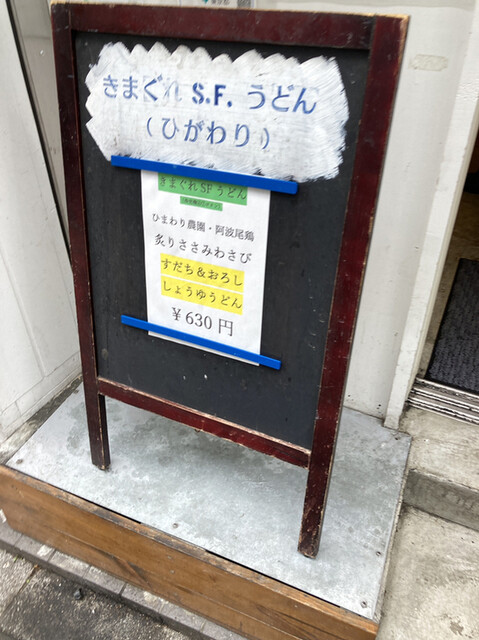 きまぐれ S.F. うどん
(ひがわり)
きまぐれSFうどん
ひまわり農園・阿波尾鶏
炙りささみわさび
すだち&おろし
しょうゆうどん
¥630円